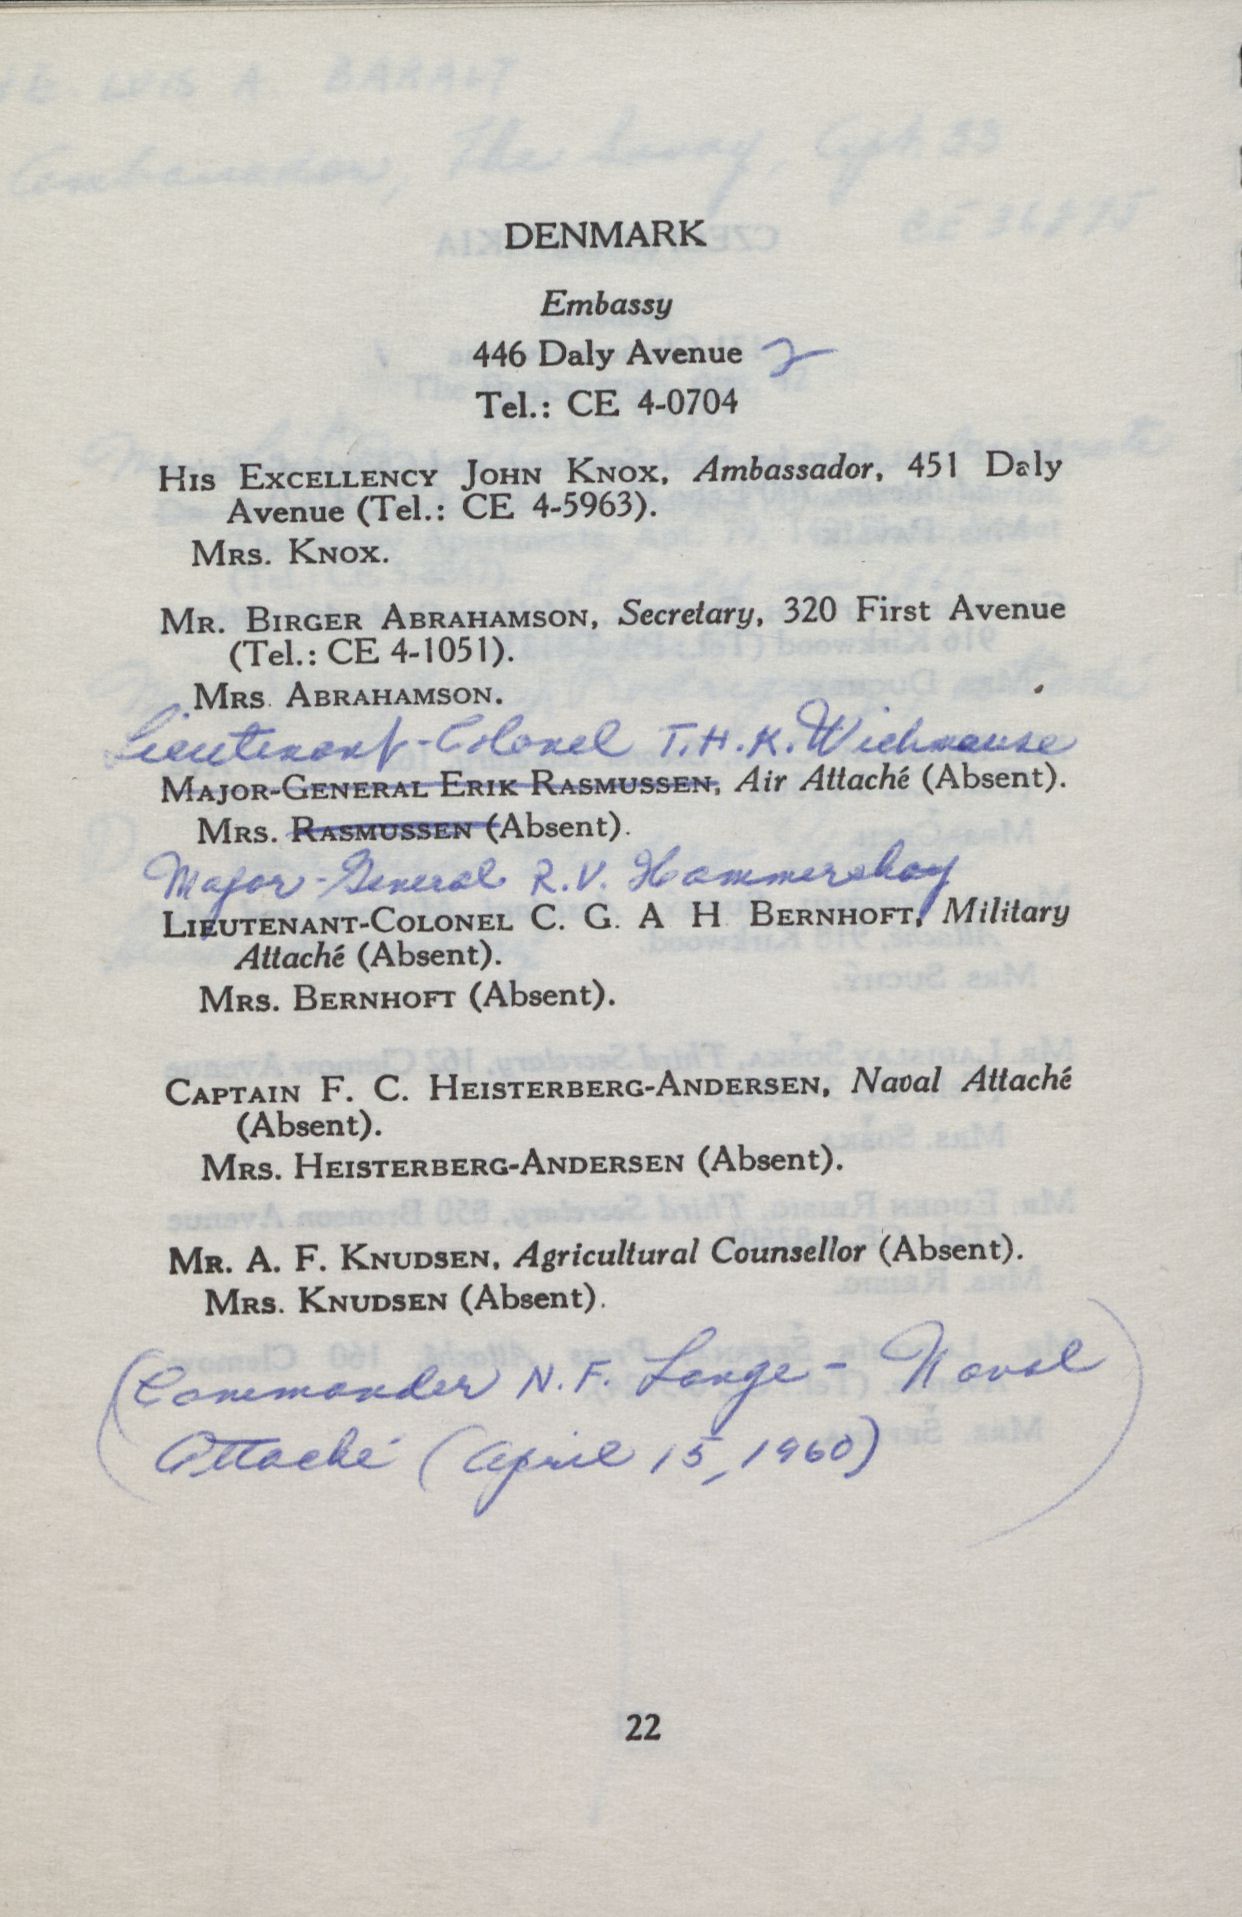 DENMARK
Embassy
446 Daly Avenue 2
Tel.: CE 4-0704
HIS EXCELLENCY JOHN KNOX, Ambassador, 451 Daly
Avenue (Tel.: CE 4-5963).
MRS. KNOX.
MR. BIRGER ABRAHAMSON, Secretary, 320 First Avenue
(Tel.: CE 4-1051).
MRS. ABRAHAMSON.
Lieutenant-Colonel T.H.K.
MAJOR-GENERAL ERIK RASMUSSEN, Air Attaché (Absent).
MRS. RASMUSSEN (Absent).
Major-General R.V. Hammershoy
LIEUTENANT-COLONEL C. G. A H BERNHOFT, Military
Attaché (Absent).
MRS. BERNHOFT (Absent).
CAPTAIN F. C. HEISTERBERG-ANDERSEN, Naval Attaché
(Absent).
MRS. HEISTERBERG-ANDERSEN (Absent).
MR. A. F. KNUDSEN, Agricultural Counsellor (Absent).
MRS. KNUDSEN (Absent).
(Commander N.F. Lange - Naval
Attaché (April 15, 1960))
22